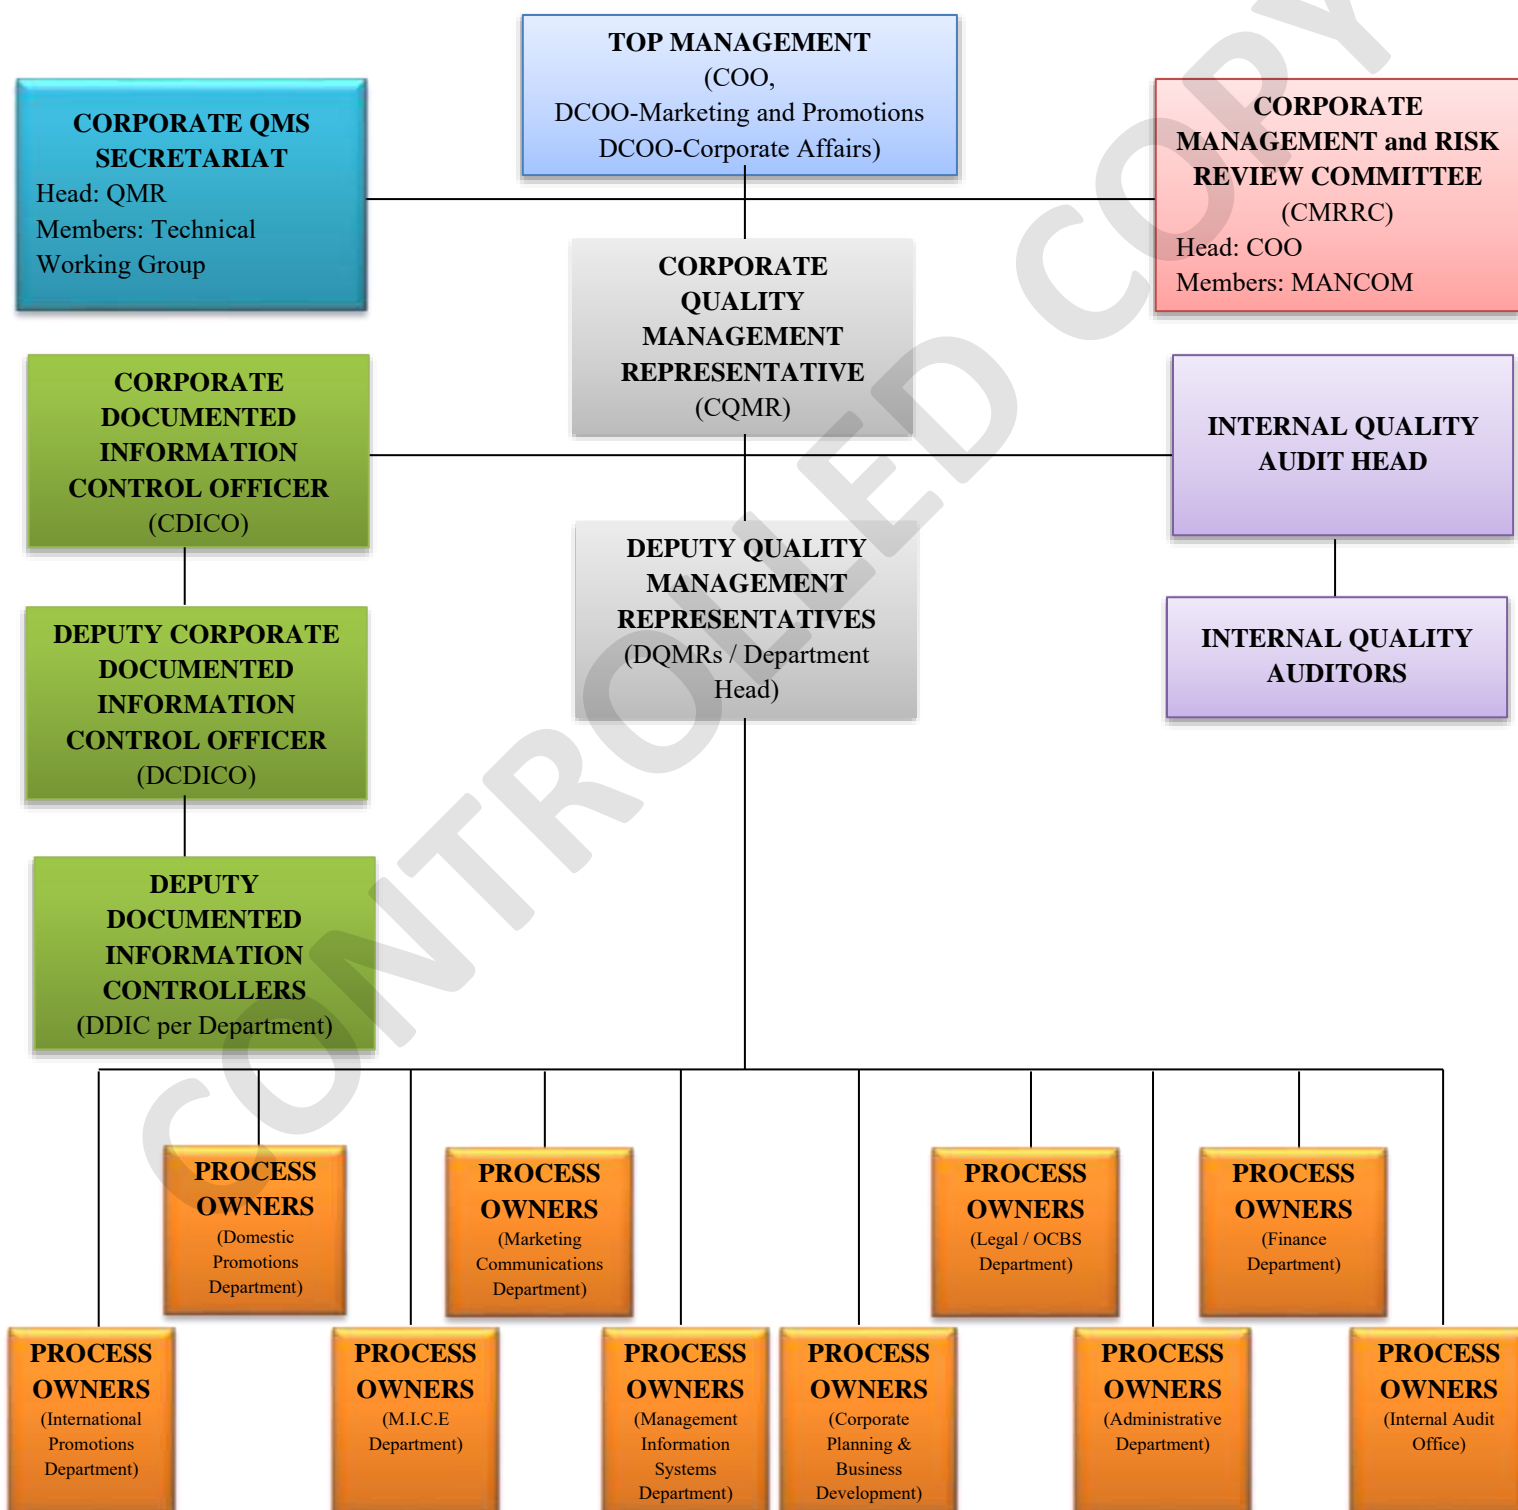 TOP MANAGEMENT
(COO,
DCOO-Marketing and Promotions
DCOO-Corporate Affairs)
CORPORATE QMS
SECRETARIAT
Head: QMR
Members: Technical
Working Group
CORPORATE
MANAGEMENT and RISK
REVIEW COMMITTEE
(CMRRC)
Head: COO
Members: MANCOM
CORPORATE
QUALITY
MANAGEMENT
REPRESENTATIVE
(CQMR)
CORPORATE
DOCUMENTED
INFORMATION
CONTROL OFFICER
(CDICO)
INTERNAL QUALITY
AUDIT HEAD
DEPUTY QUALITY
MANAGEMENT
REPRESENTATIVES
(DQMRs / Department
Head)
DEPUTY CORPORATE
DOCUMENTED
INFORMATION
CONTROL OFFICER
(DCDICO)
INTERNAL QUALITY
AUDITORS
DEPUTY
DOCUMENTED
INFORMATION
CONTROLLERS
(DDIC per Department)
PROCESS
OWNERS
(Domestic
Promotions
Department)
PROCESS
OWNERS
(Marketing
Communications
Department)
PROCESS
OWNERS
(Legal / OCBS
Department)
PROCESS
OWNERS
(Finance
Department)
PROCESS
OWNERS
(International
Promotions
Department)
PROCESS
OWNERS
(M.I.C.E
Department)
PROCESS
OWNERS
(Management
Information
Systems
Department)
PROCESS
OWNERS
(Corporate
Planning &
Business
Development)
PROCESS
OWNERS
(Administrative
Department)
PROCESS
OWNERS
(Internal Audit
Office)
CONTROLLED COPY